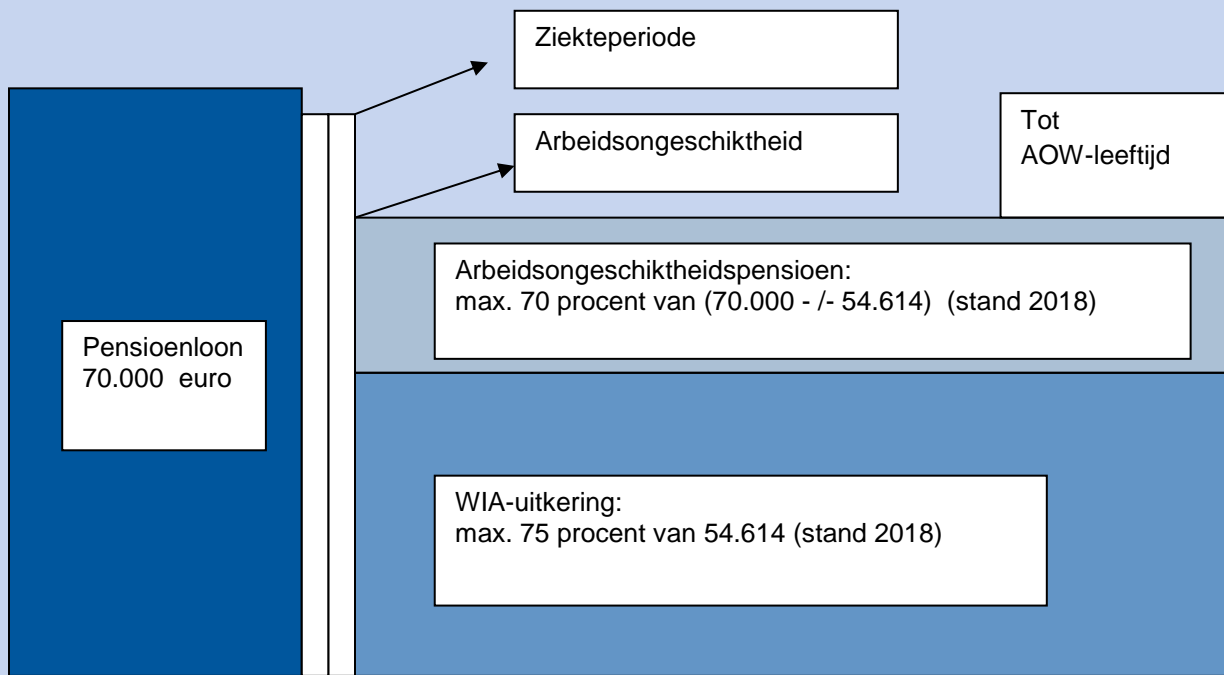 Ziekteperiode
Arbeidsongeschiktheid
Tot
AOW-leeftijd
Arbeidsongeschiktheidspensioen:
max. 70 procent van (70.000 - /- 54.614) (stand 2018)
Pensioenloon
70.000 euro
WIA-uitkering:
max. 75 procent van 54.614 (stand 2018)